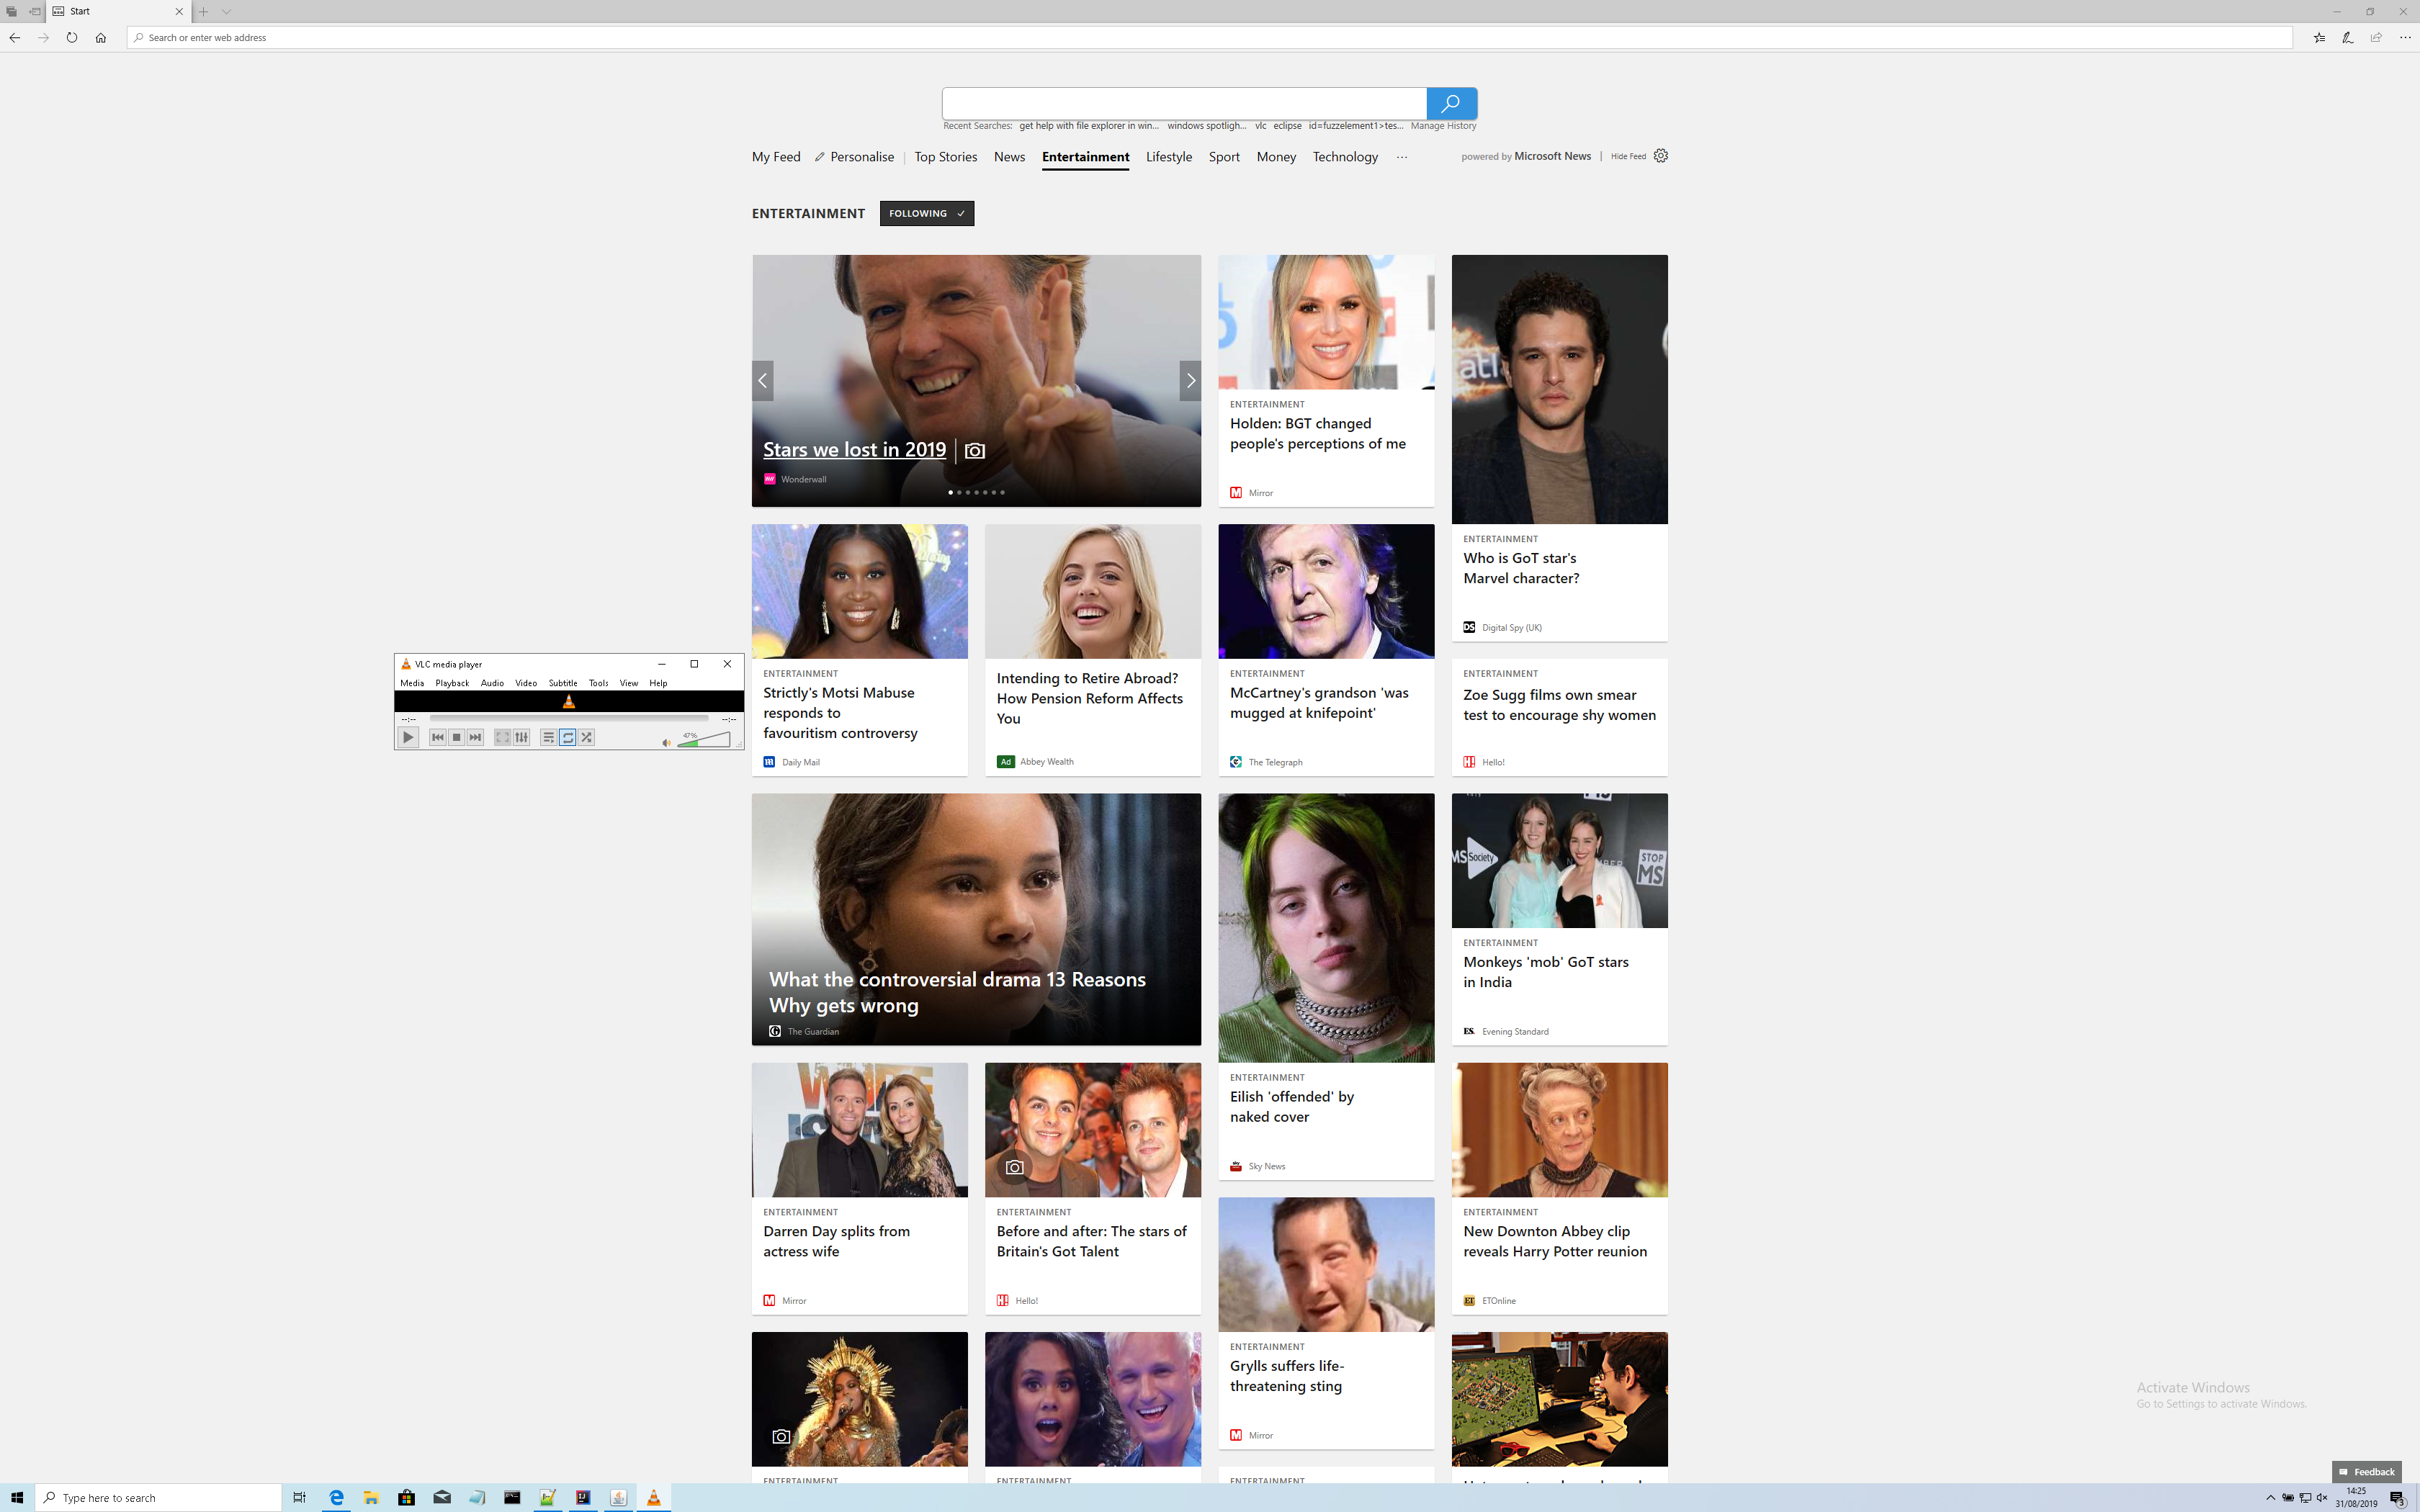 Start
Search or enter web address
Recent Searches: get help with file explorer in win... windows spotligh... vlc eclipse id=fuzzelement1>tes... Manage History
My Feed Personalise Top Stories News Entertainment Lifestyle Sport Money Technology ... powered by Microsoft News | Hide Feed
ENTERTAINMENT FOLLOWING
Stars we lost in 2019
Wonderwall
ENTERTAINMENT
Holden: BGT changed
people's perceptions of me
Mirror
ENTERTAINMENT
Who is GoT star's
Marvel character?
DS Digital Spy (UK)
VLC media player
Media Playback Audio Video Subtitle Tools View Help
--:-- --:--
47%
ENTERTAINMENT
Strictly's Motsi Mabuse
responds to
favouritism controversy
Daily Mail
Intending to Retire Abroad?
How Pension Reform Affects
You
Ad Abbey Wealth
ENTERTAINMENT
McCartney's grandson 'was
mugged at knifepoint'
The Telegraph
ENTERTAINMENT
Zoe Sugg films own smear
test to encourage shy women
H! Hello!
What the controversial drama 13 Reasons
Why gets wrong
The Guardian
ENTERTAINMENT
Eilish 'offended' by
naked cover
Sky News
MS Society
STOP
MS
ENTERTAINMENT
Monkeys 'mob' GoT stars
in India
ES Evening Standard
ENTERTAINMENT
Darren Day splits from
actress wife
Mirror
ENTERTAINMENT
Before and after: The stars of
Britain's Got Talent
H! Hello!
ENTERTAINMENT
Grylls suffers life-
threatening sting
Mirror
ENTERTAINMENT
New Downton Abbey clip
reveals Harry Potter reunion
ET ETOnline
ENTERTAINMENT
ENTERTAINMENT
ENTERTAINMENT
Activate Windows
Go to Settings to activate Windows.
Feedback
Type here to search
14:25
31/08/2019
3